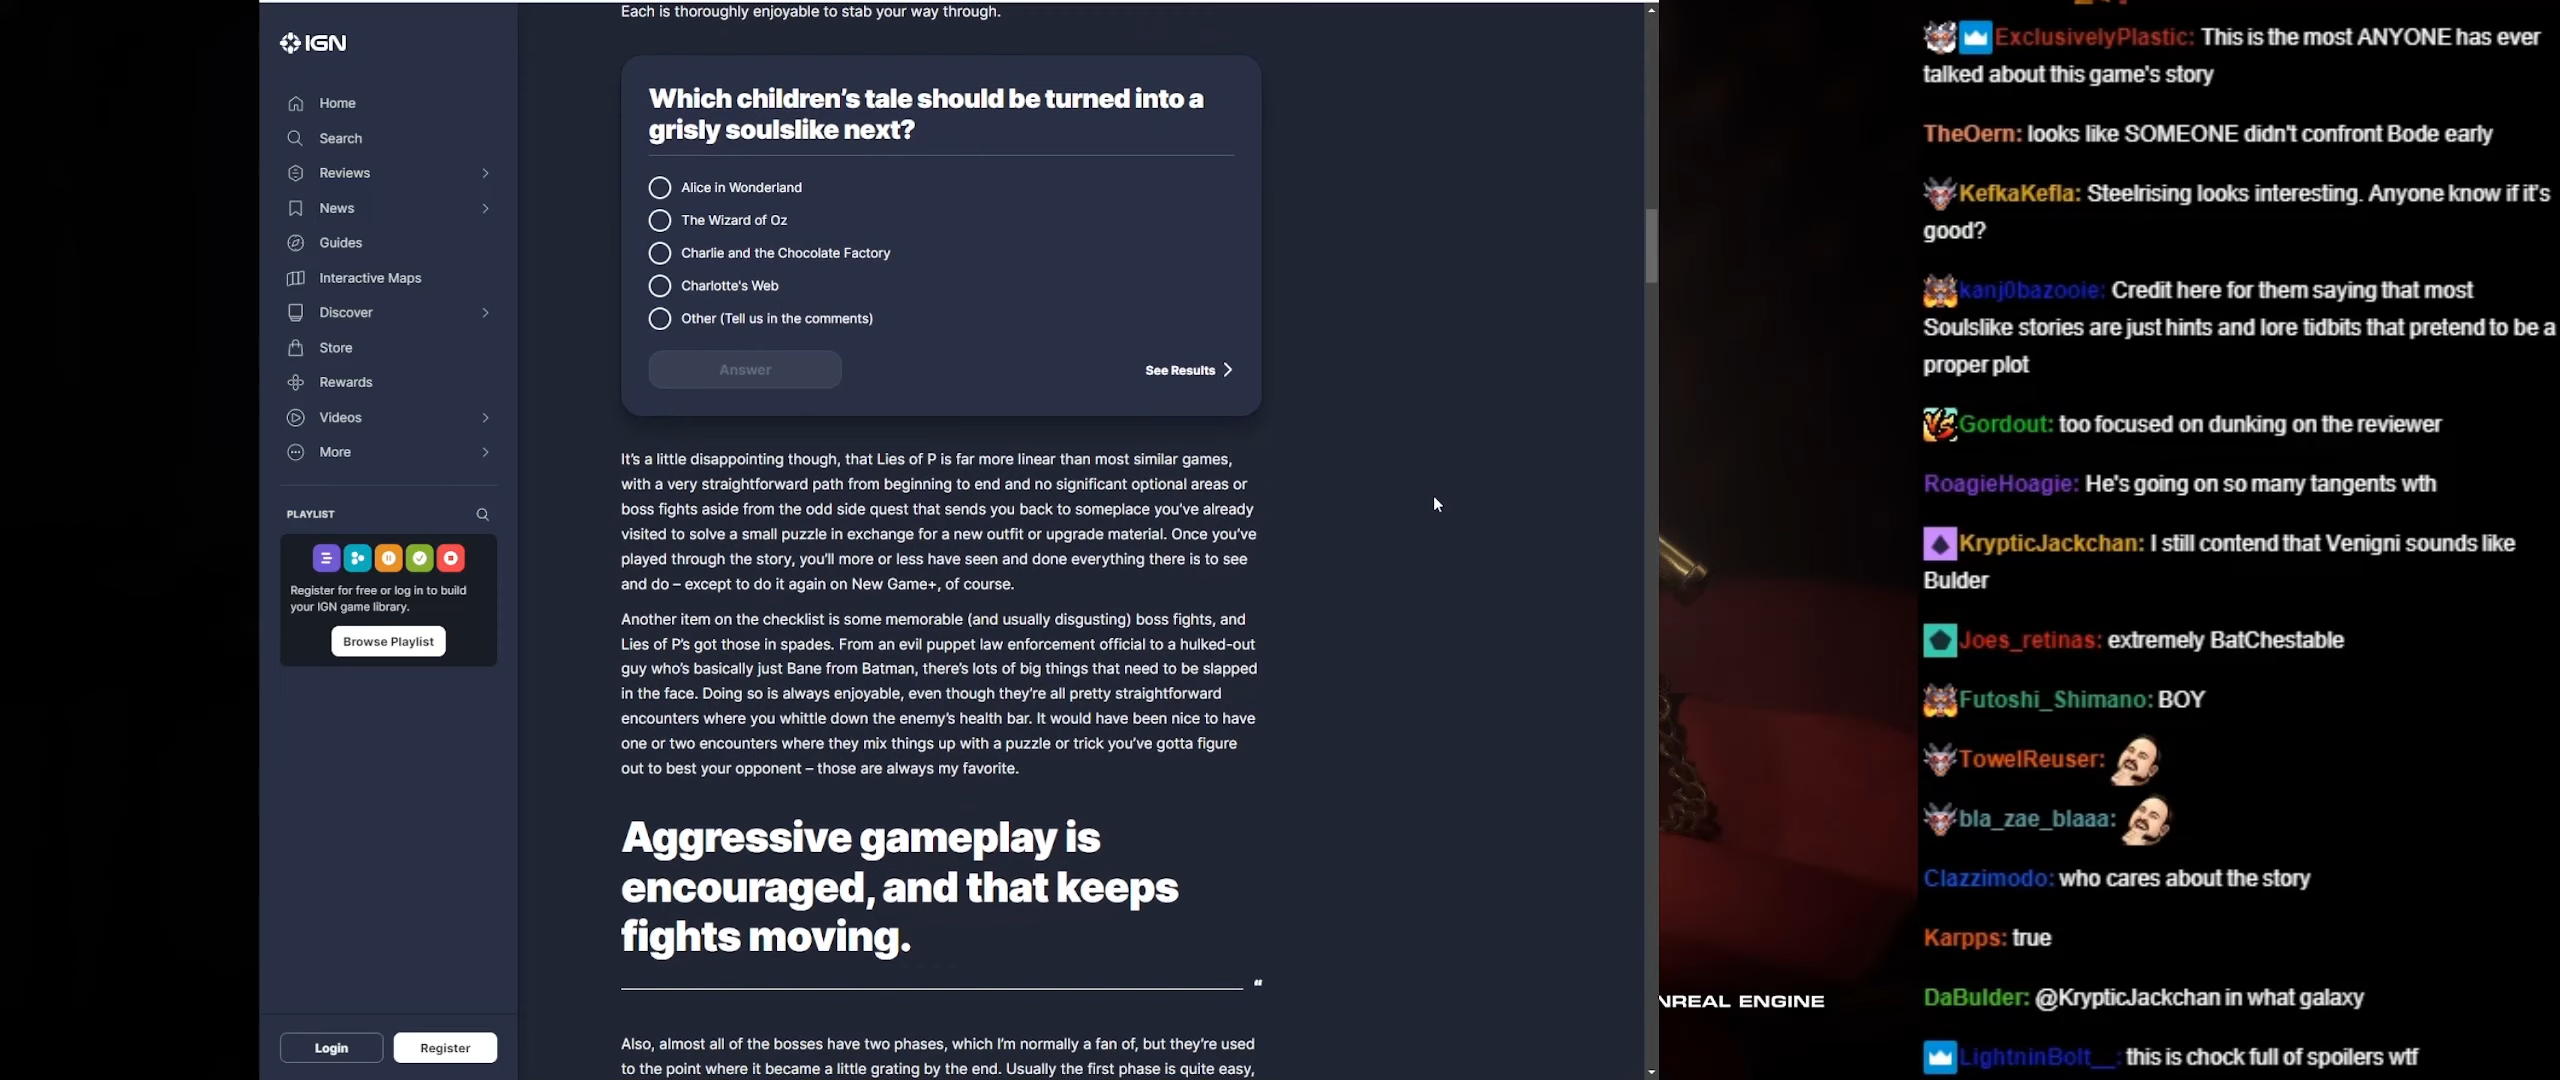 Each is thoroughly enjoyable to stab your way through.
IGN
Home
Search
Reviews
News
Guides
Interactive Maps
Discover
Store
Rewards
Videos
More
PLAYLIST
Register for free or log in to build
your IGN game library.
Browse Playlist
Login
Register
Which children's tale should be turned into a
grisly soulslike next?
Alice in Wonderland
The Wizard of Oz
Charlie and the Chocolate Factory
Charlotte's Web
Other (Tell us in the comments)
Answer
See Results
It's a little disappointing though, that Lies of P is far more linear than most similar games,
with a very straightforward path from beginning to end and no significant optional areas or
boss fights aside from the odd side quest that sends you back to someplace you've already
visited to solve a small puzzle in exchange for a new outfit or upgrade material. Once you've
played through the story, you'll more or less have seen and done everything there is to see
and do – except to do it again on New Game+, of course.
Another item on the checklist is some memorable (and usually disgusting) boss fights, and
Lies of P's got those in spades. From an evil puppet law enforcement official to a hulked-out
guy who's basically just Bane from Batman, there's lots of big things that need to be slapped
in the face. Doing so is always enjoyable, even though they're all pretty straightforward
encounters where you whittle down the enemy's health bar. It would have been nice to have
one or two encounters where they mix things up with a puzzle or trick you've gotta figure
out to best your opponent – those are always my favorite.
Aggressive gameplay is
encouraged, and that keeps
fights moving.
“
Also, almost all of the bosses have two phases, which I'm normally a fan of, but they're used
to the point where it became a little grating by the end. Usually the first phase is quite easy,
NREAL ENGINE
ExclusivelyPlastic: This is the most ANYONE has ever
talked about this game's story
TheOern: looks like SOMEONE didn't confront Bode early
KefkaKefla: Steelrising looks interesting. Anyone know if it's
good?
kanj0bazooie: Credit here for them saying that most
Soulslike stories are just hints and lore tidbits that pretend to be a
proper plot
Gordout: too focused on dunking on the reviewer
RoagieHoagie: He's going on so many tangents wth
KrypticJackchan: I still contend that Venigni sounds like
Bulder
Joes_retinas: extremely BatChestable
Futoshi_Shimano: BOY
TowelReuser:
bla_zae_blaaa:
Clazzimodo: who cares about the story
Karpps: true
DaBulder: @KrypticJackchan in what galaxy
LightninBolt__: this is chock full of spoilers wtf